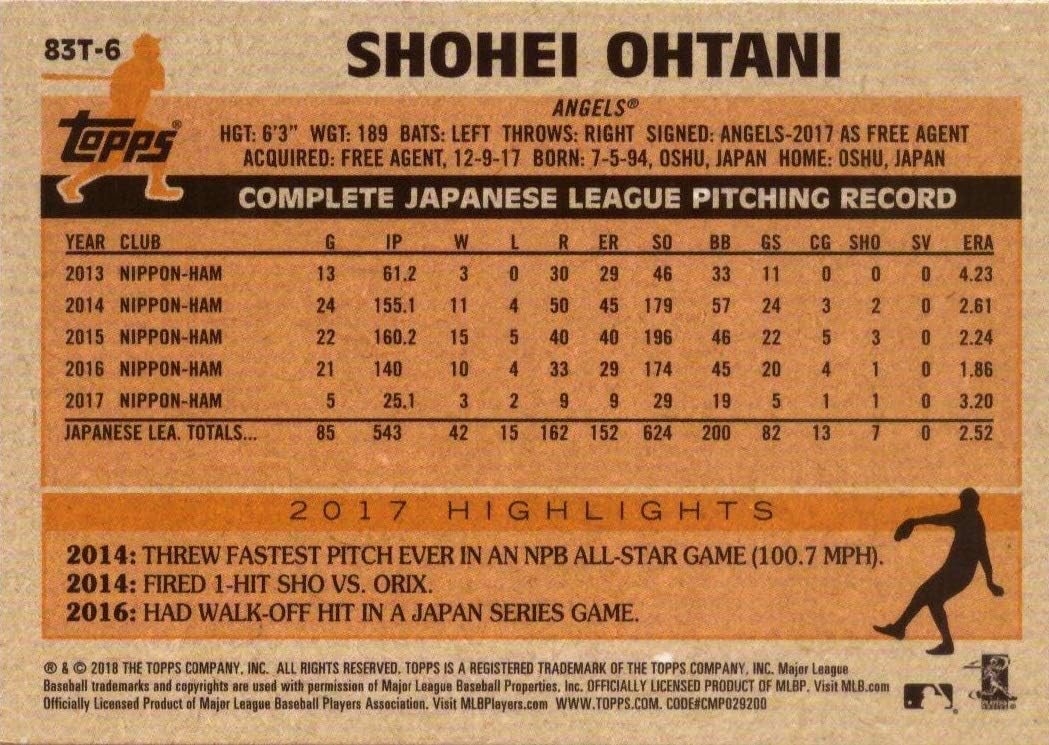 83T-6
SHOHEI OHTANI
ANGELS®
Topps®
HGT: 6'3" WGT: 189 BATS: LEFT THROWS: RIGHT SIGNED: ANGELS-2017 AS FREE AGENT
ACQUIRED: FREE AGENT, 12-9-17 BORN: 7-5-94, OSHU, JAPAN HOME: OSHU, JAPAN
COMPLETE JAPANESE LEAGUE PITCHING RECORD
YEAR CLUB G IP W L R ER SO BB GS CG SHO SV ERA
2013 NIPPON-HAM 13 61.2 3 0 30 29 46 33 11 0 0 0 4.23
2014 NIPPON-HAM 24 155.1 11 4 50 45 179 57 24 3 2 0 2.61
2015 NIPPON-HAM 22 160.2 15 5 40 40 196 46 22 5 3 0 2.24
2016 NIPPON-HAM 21 140 10 4 33 29 174 45 20 4 1 0 1.86
2017 NIPPON-HAM 5 25.1 3 2 9 9 29 19 5 1 1 0 3.20
JAPANESE LEA. TOTALS... 85 543 42 15 162 152 624 200 82 13 7 0 2.52
2017 HIGHLIGHTS
2014: THREW FASTEST PITCH EVER IN AN NPB ALL-STAR GAME (100.7 MPH).
2014: FIRED 1-HIT SHO VS. ORIX.
2016: HAD WALK-OFF HIT IN A JAPAN SERIES GAME.
® & © 2018 THE TOPPS COMPANY, INC. ALL RIGHTS RESERVED. TOPPS IS A REGISTERED TRADEMARK OF THE TOPPS COMPANY, INC. Major League
Baseball trademarks and copyrights are used with permission of Major League Baseball Properties, Inc. OFFICIALLY LICENSED PRODUCT OF MLBP. Visit MLB.com
Officially Licensed Product of Major League Baseball Players Association. Visit MLBPlayers.com WWW.TOPPS.COM. CODE#CMP029200